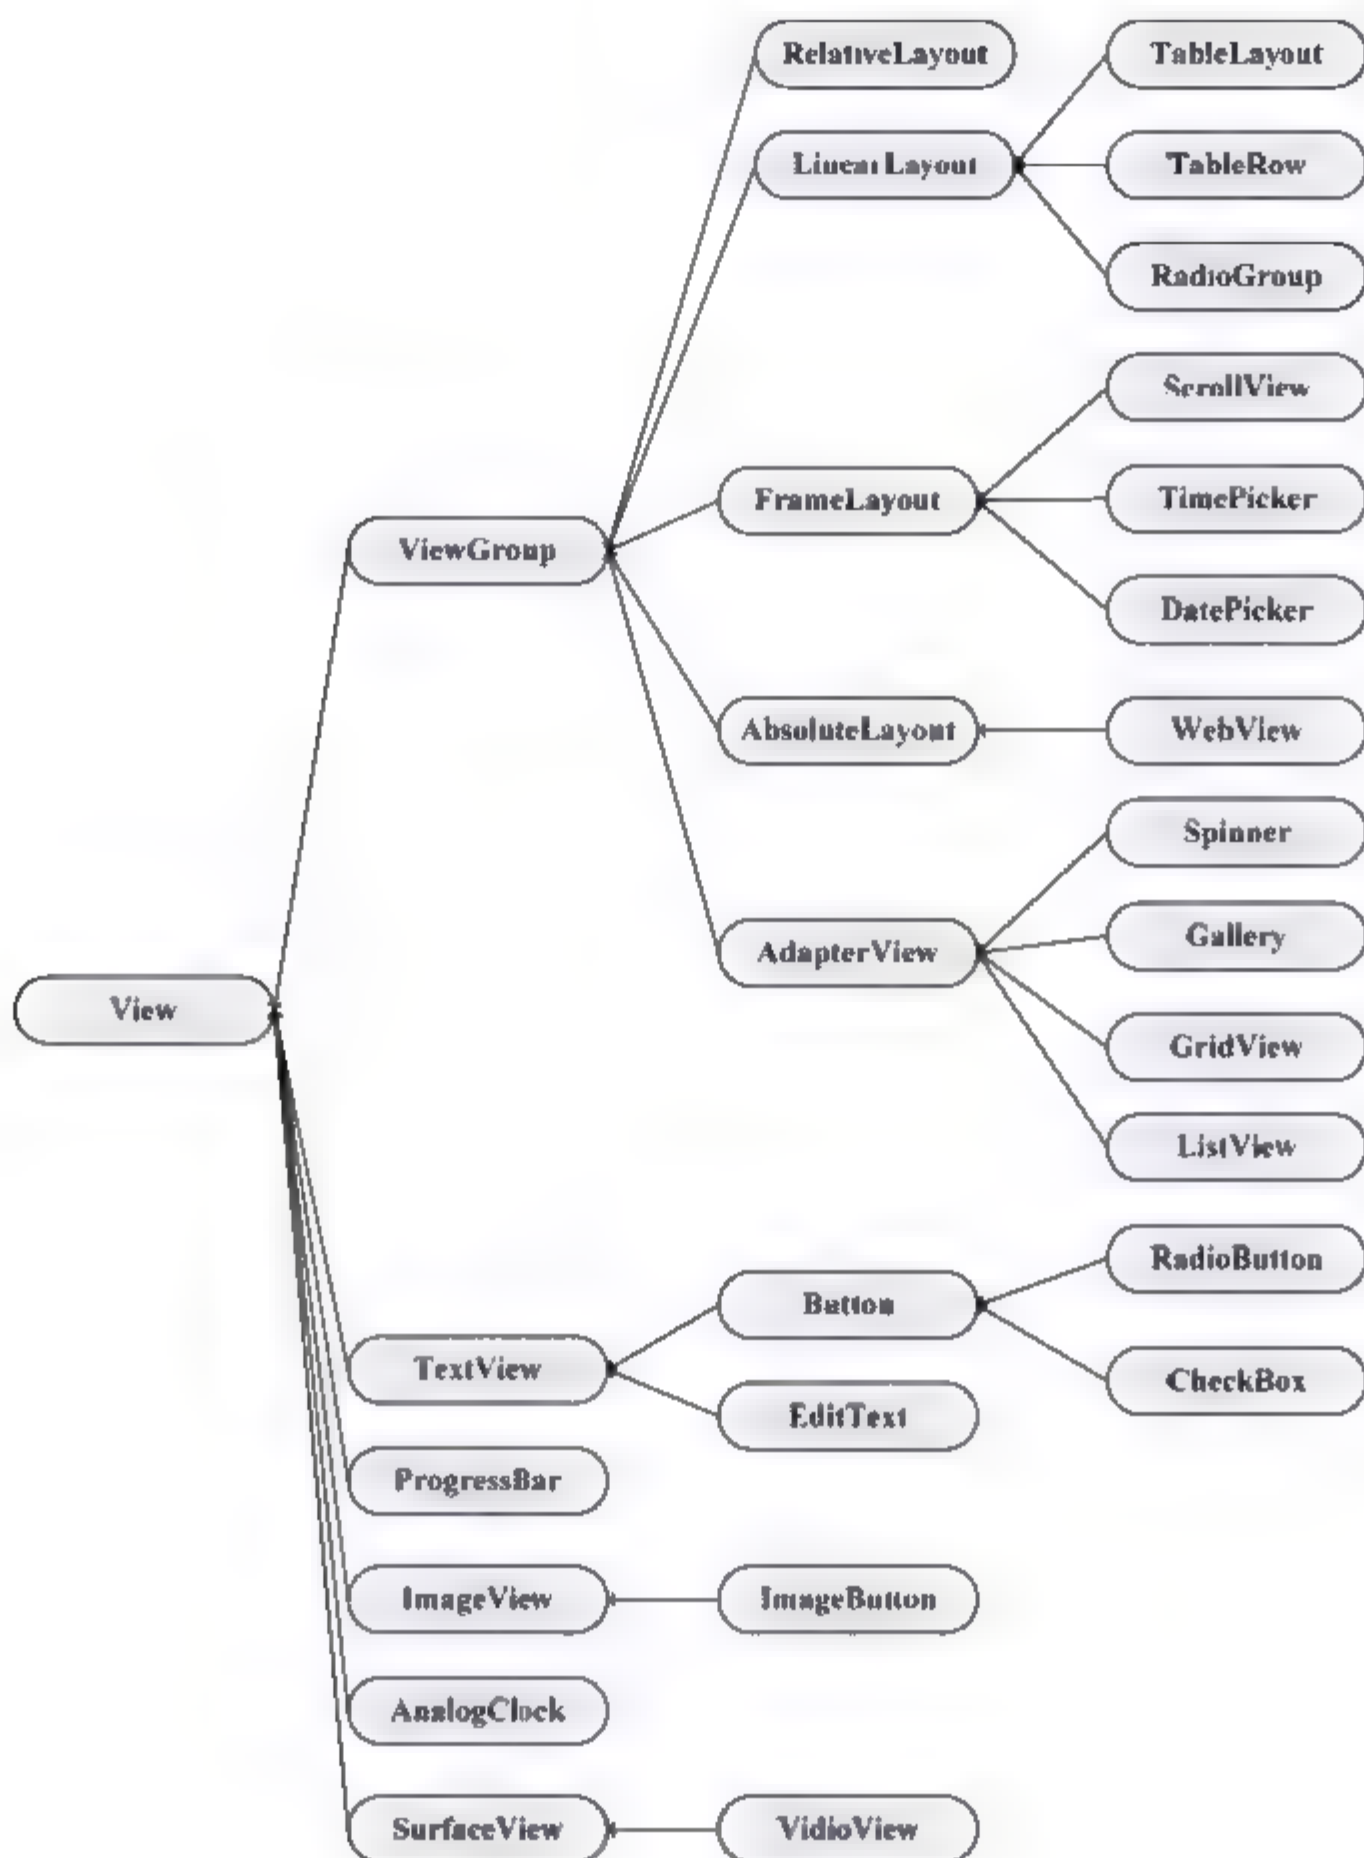 RelativeLayout
TableLayout
LinearLayout
TableRow
RadioGroup
ScrollView
FrameLayout
TimePicker
ViewGroup
DatePicker
AbsoluteLayout
WebView
Spinner
Gallery
AdapterView
View
GridView
ListView
RadioButton
Button
TextView
CheckBox
EditText
ProgressBar
ImageView
ImageButton
AnalogClock
SurfaceView
VidioView